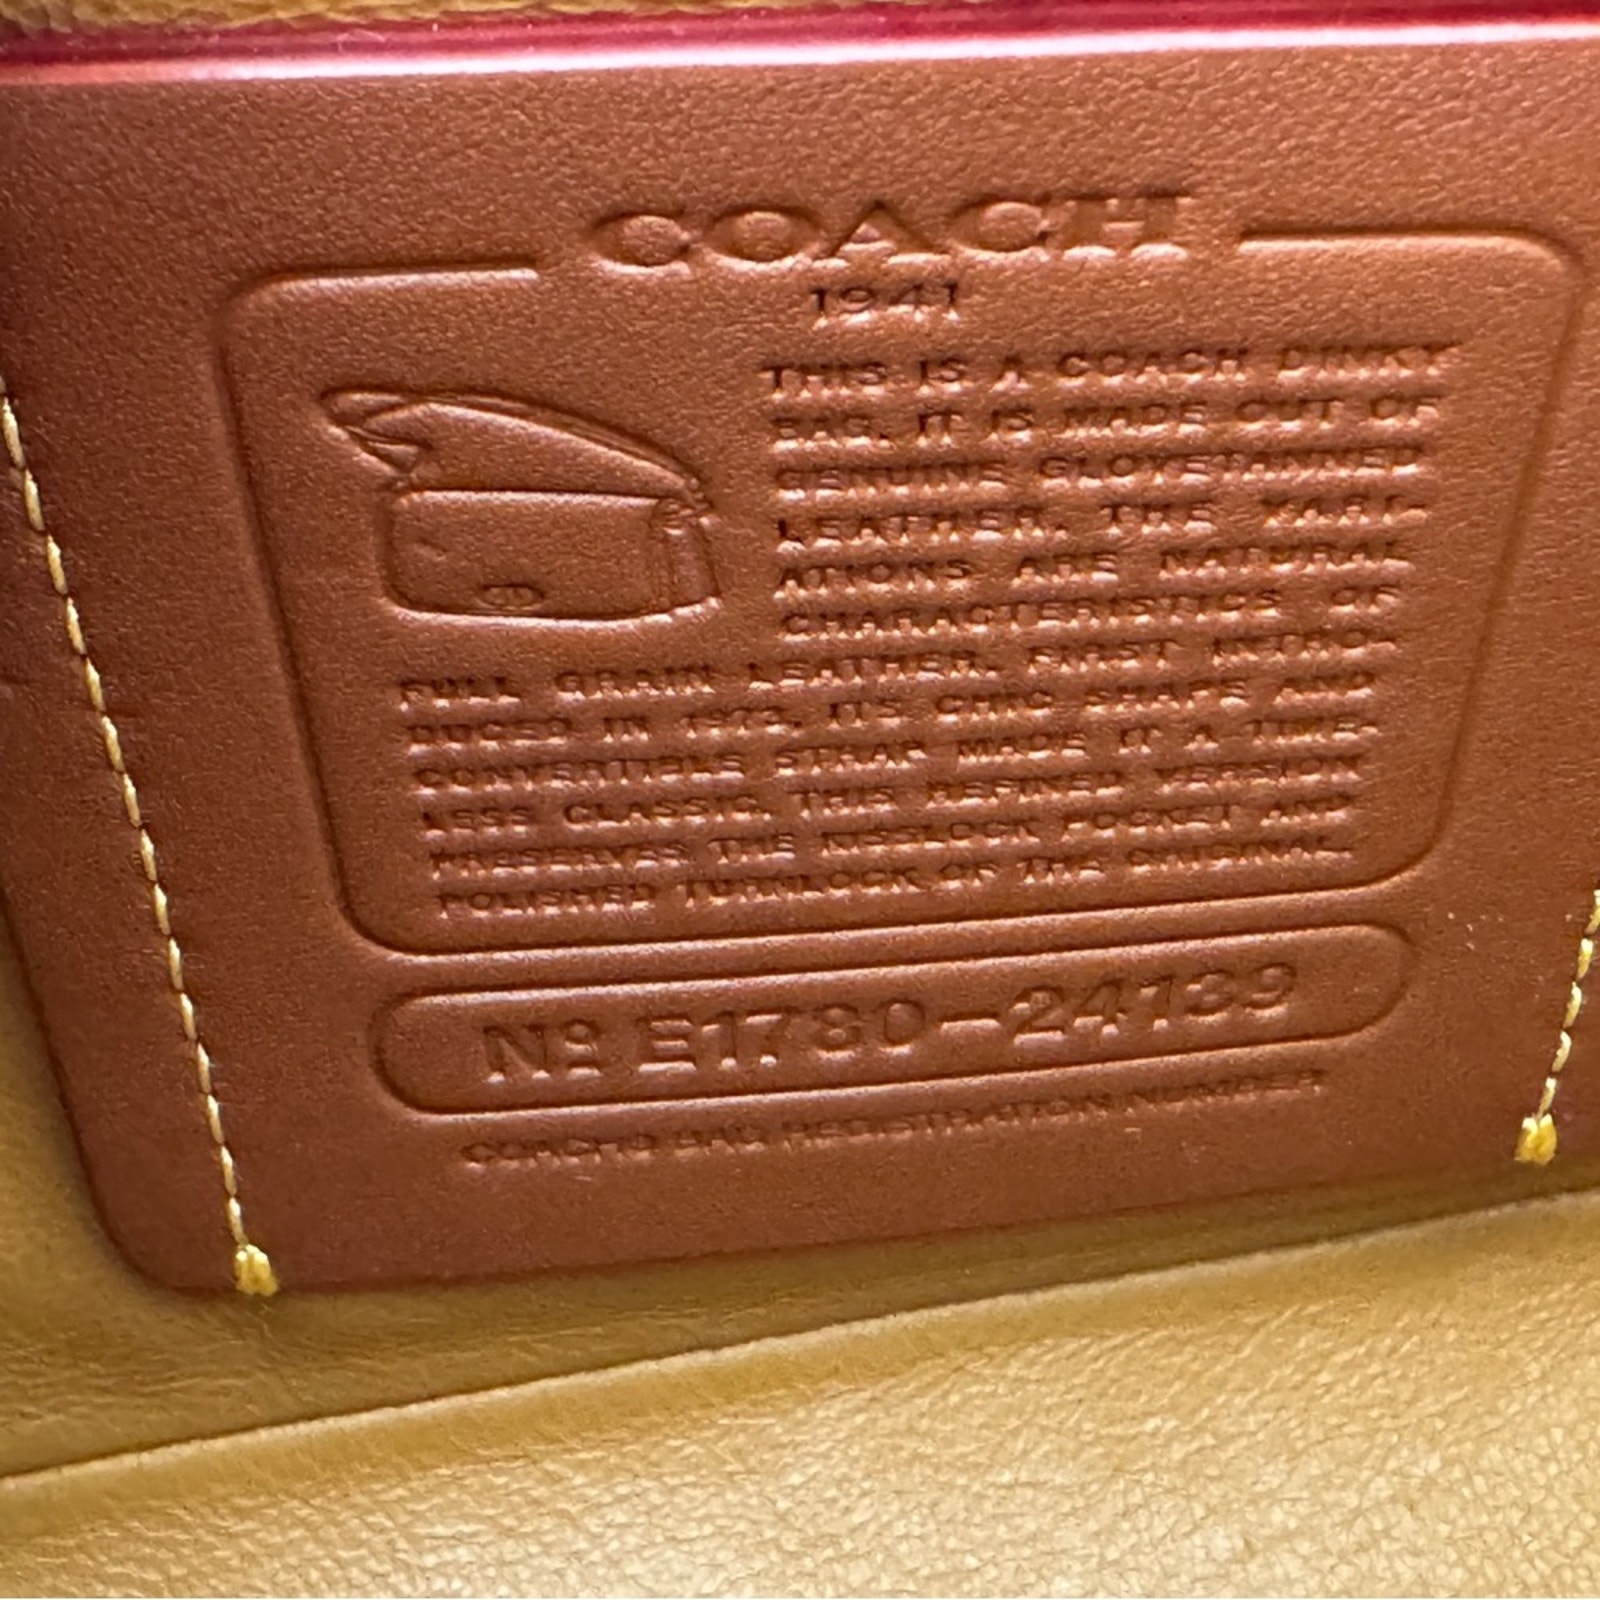 COACH
1941
THIS IS A COACH DINKY
BAG. IT IS MADE OUT OF
GENUINE GLOVETANNED
LEATHER. THE VARI-
ATIONS ARE NATURAL
CHARACTERISTICS OF
FULL GRAIN LEATHER. FIRST INTRO-
DUCED IN 1973, ITS CHIC SHAPE AND
CONVERTIBLE STRAP MADE IT A TIME-
LESS CLASSIC. THIS REFINED VERSION
PRESERVES THE KISSLOCK POCKET AND
POLISHED TURNLOCK OF THE ORIGINAL.
Nº E1780-24139
COACH© BAG REGISTRATION NUMBER